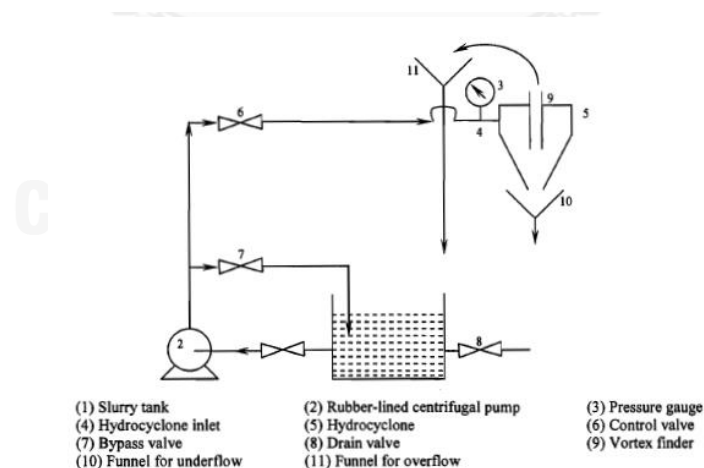 11
3
9
5
6
4
10
7
2
8
(1) Slurry tank (2) Rubber-lined centrifugal pump (3) Pressure gauge
(4) Hydrocyclone inlet (5) Hydrocyclone (6) Control valve
(7) Bypass valve (8) Drain valve (9) Vortex finder
(10) Funnel for underflow (11) Funnel for overflow